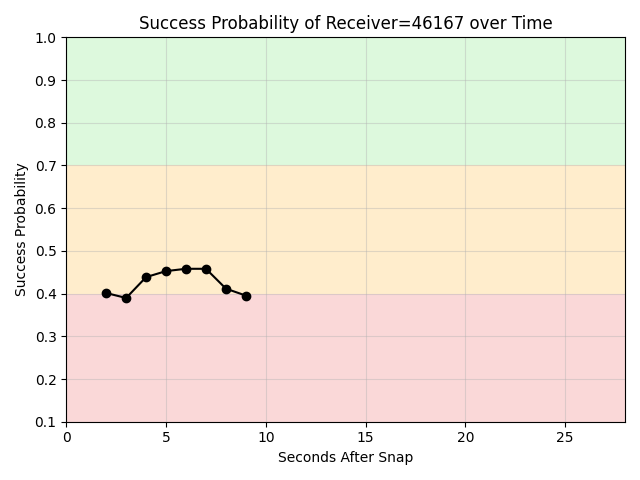 Success Probability of Receiver=46167 over Time
1.0
0.9
0.8
0.7
0.6
0.5
0.4
0.3
0.2
0.1
Success Probability
0 5 10 15 20 25
Seconds After Snap